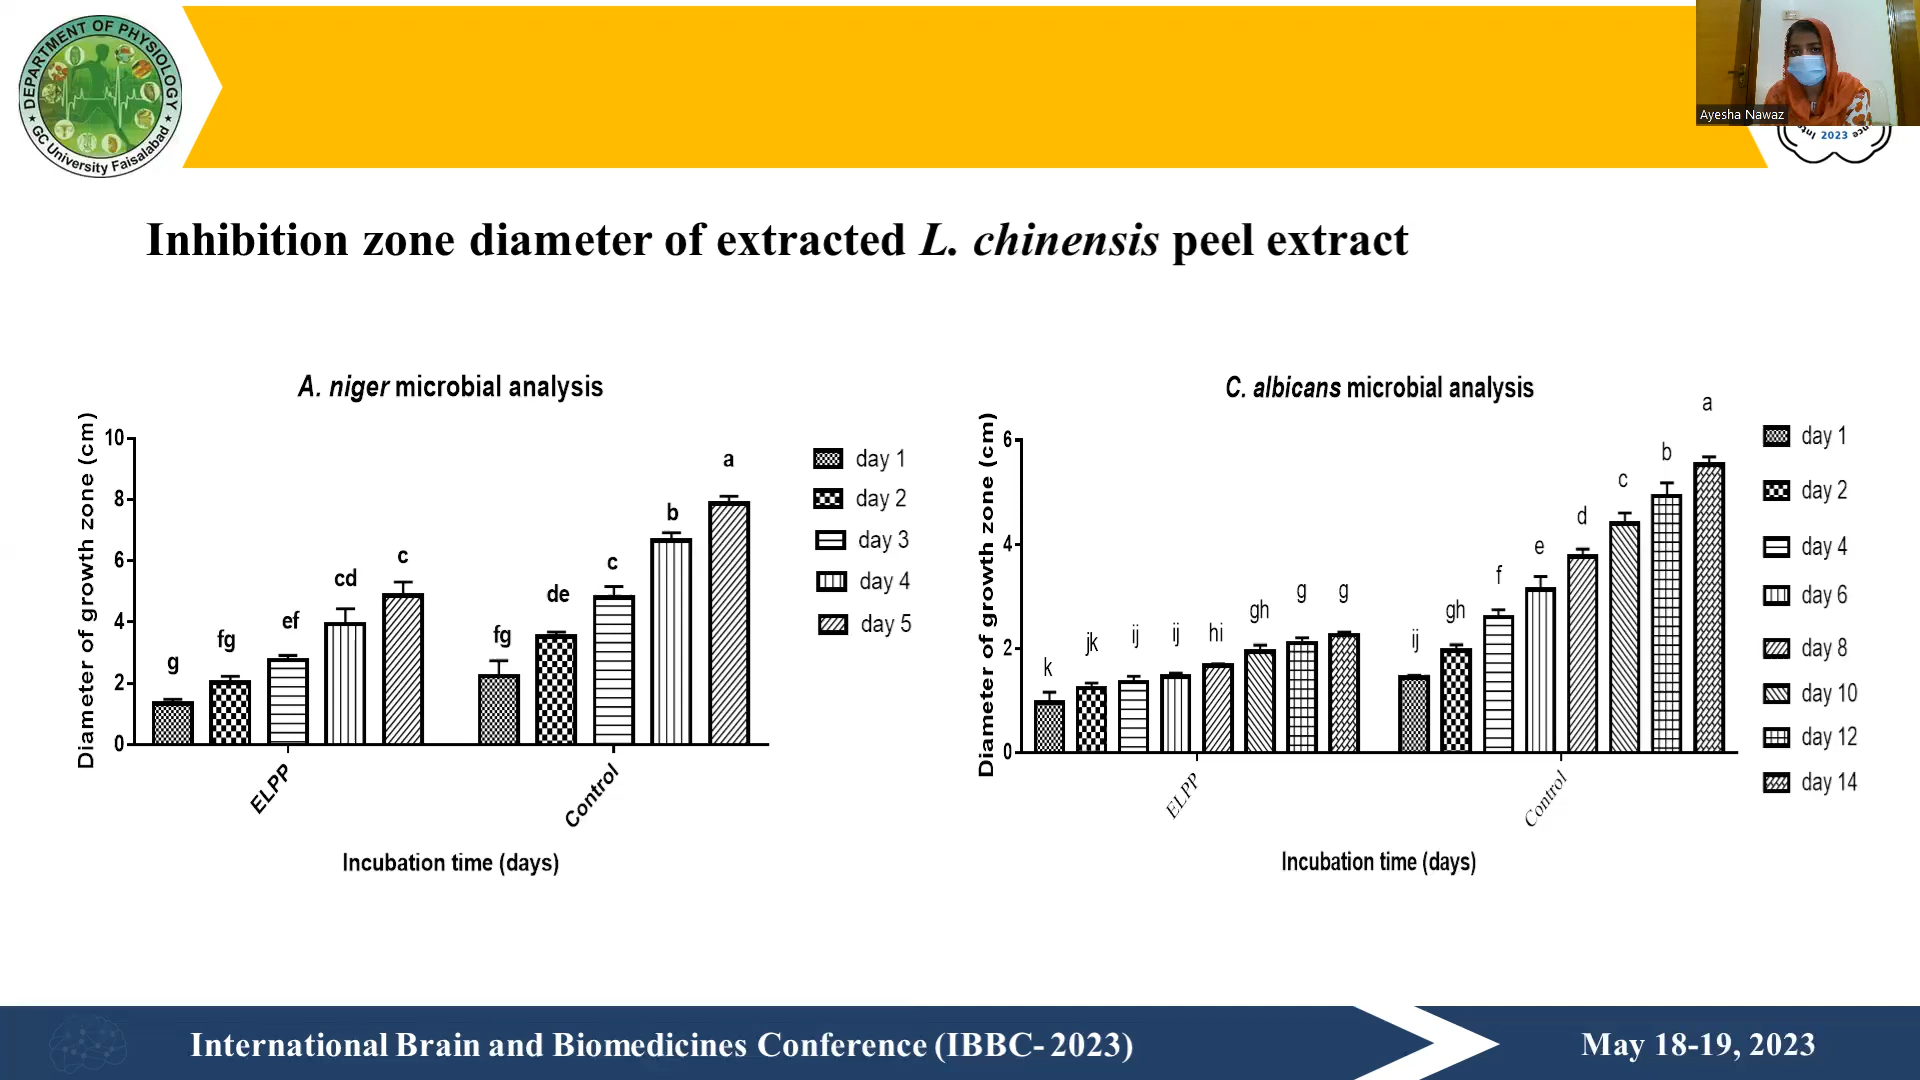 DEPARTMENT OF PHYSIOLOGY
GC University Faisalabad
Ayesha Nawaz
2023
Inhibition zone diameter of extracted L. chinensis peel extract
A. niger microbial analysis
Diameter of growth zone (cm)
10
8
6
4
2
0
g
fg
ef
cd
c
fg
de
c
b
a
ELPP
Control
Incubation time (days)
day 1
day 2
day 3
day 4
day 5
C. albicans microbial analysis
Diameter of growth zone (cm)
6
4
2
0
k
jk
ij
ij
hi
gh
g
g
ij
gh
f
e
d
c
b
a
ELPP
Control
Incubation time (days)
day 1
day 2
day 4
day 6
day 8
day 10
day 12
day 14
International Brain and Biomedicines Conference (IBBC- 2023)
May 18-19, 2023